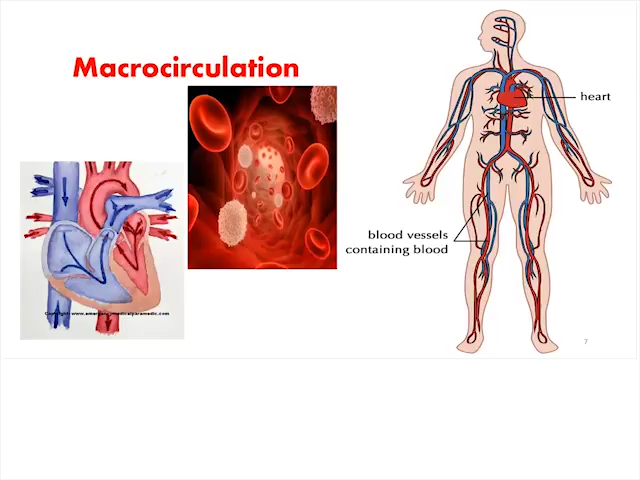 Macrocirculation
heart
blood vessels
containing blood
7